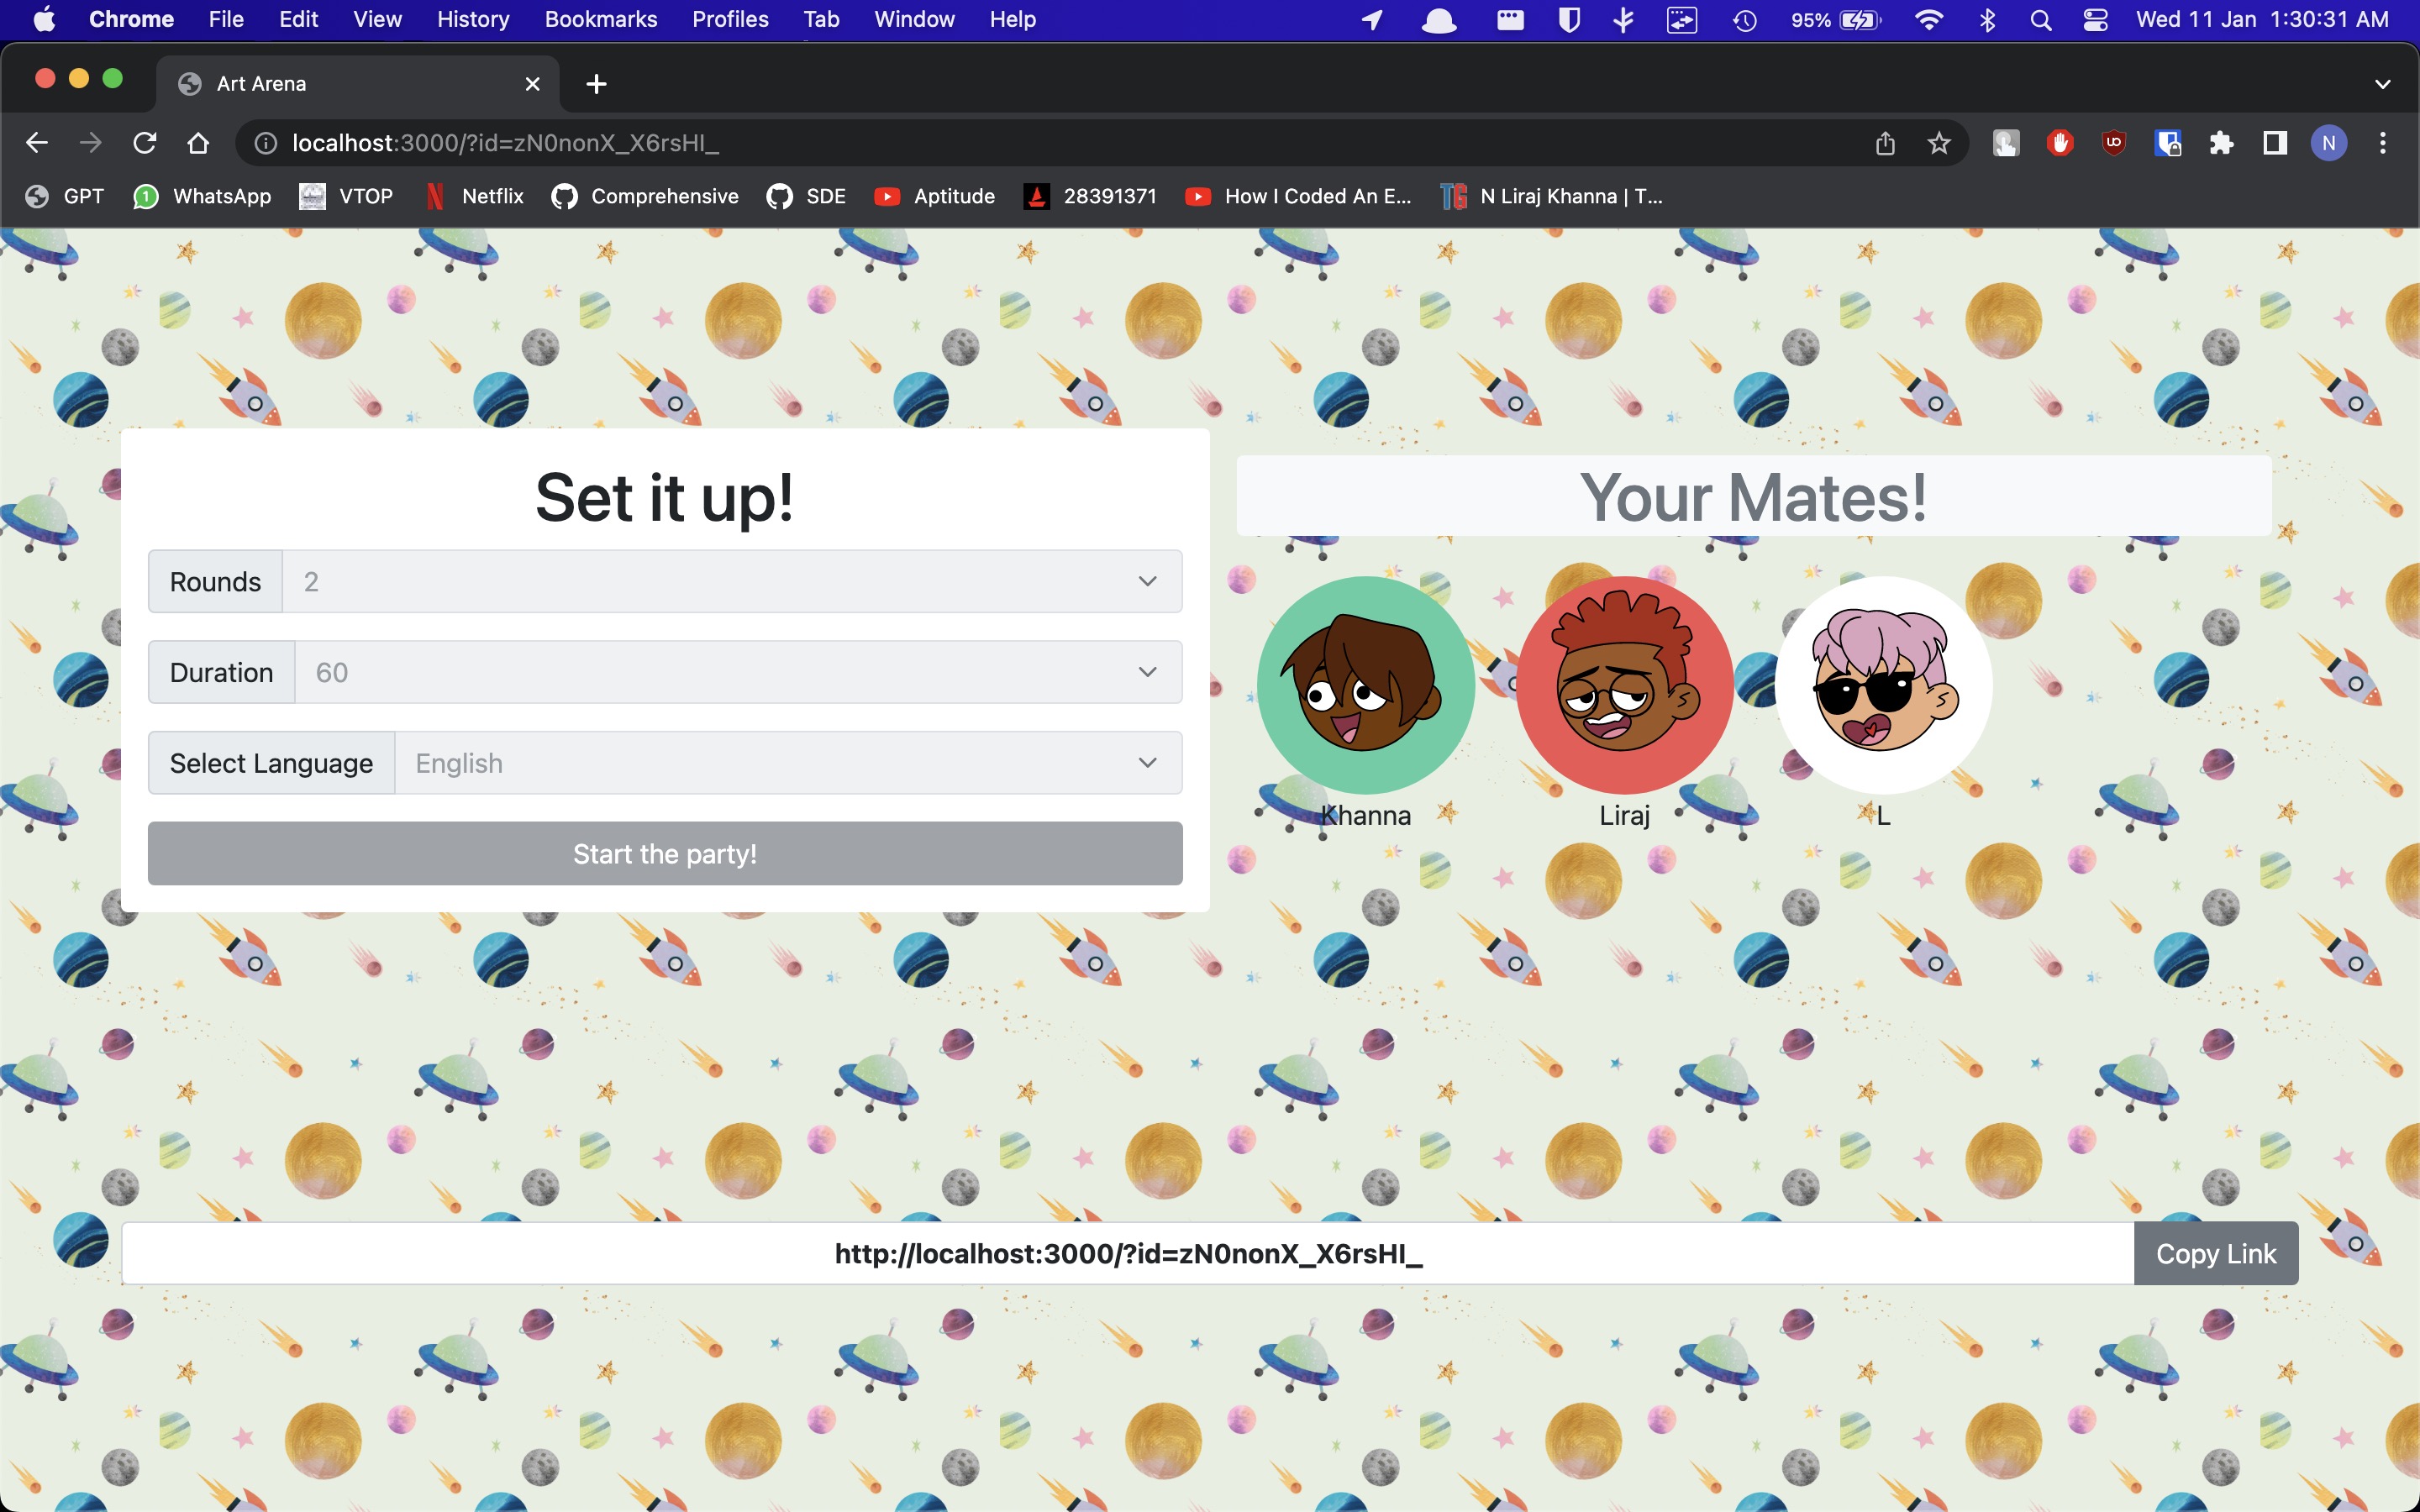 Chrome File Edit View History Bookmarks Profiles Tab Window Help 95% Wed 11 Jan 1:30:31 AM
Art Arena
localhost:3000/?id=zN0nonX_X6rsHI_ N
GPT 1 WhatsApp VTOP Netflix Comprehensive SDE Aptitude 28391371 How I Coded An E... TG N Liraj Khanna | T...
Set it up!
Rounds 2
Duration 60
Select Language English
Start the party!
Your Mates!
Khanna Liraj L
http://localhost:3000/?id=zN0nonX_X6rsHI_ Copy Link